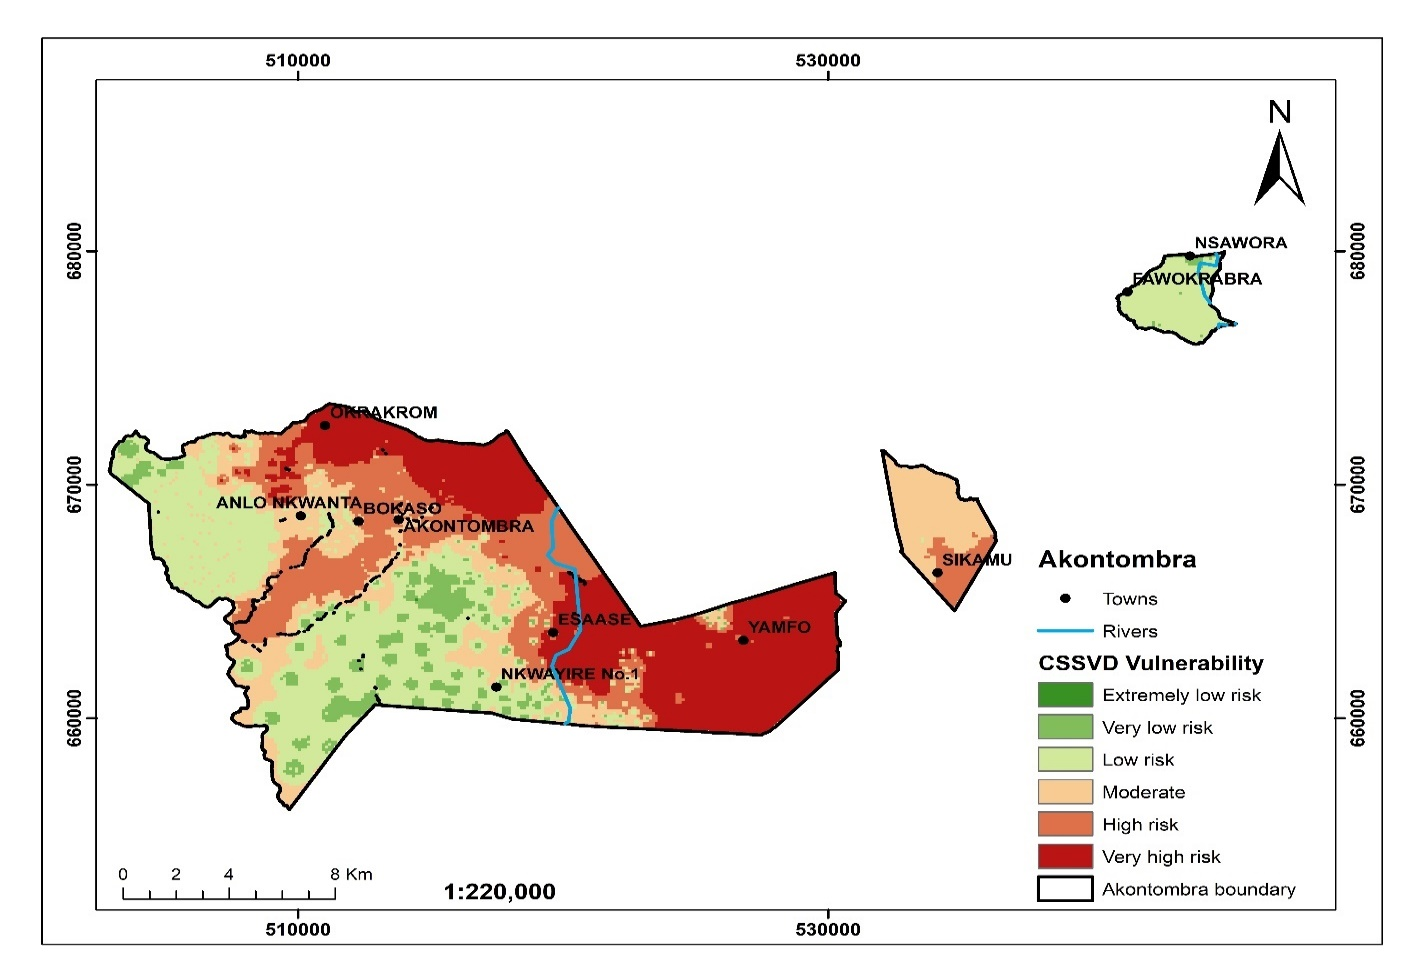 510000 530000
N
NSAWORA
680000 680000
FAWOKRABRA
OKRAKROM
670000 670000
ANLO NKWANTA BOKASO
AKONTOMBRA
SIKAMU
Akontombra
Towns
ESAASE YAMFO
Rivers
CSSVD Vulnerability
NKWAYIRE No.1
Extremely low risk
660000 660000
Very low risk
Low risk
Moderate
High risk
Very high risk
0 2 4 8 Km
1:220,000
Akontombra boundary
510000 530000